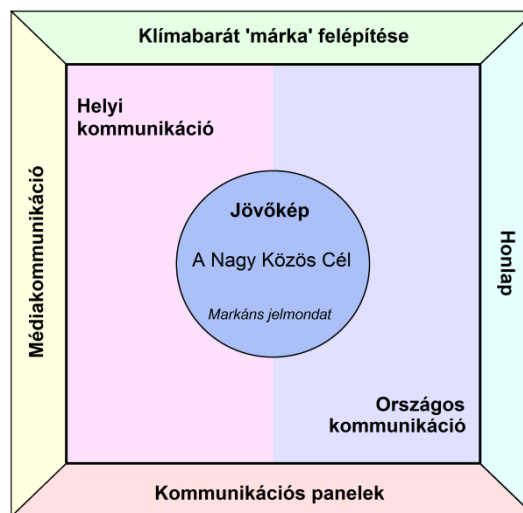 Klímabarát 'márka' felépítése
Helyi
kommunikáció
Médiakommunikáció
Jövőkép
A Nagy Közös Cél
Markáns jelmondat
Honlap
Országos
kommunikáció
Kommunikációs panelek